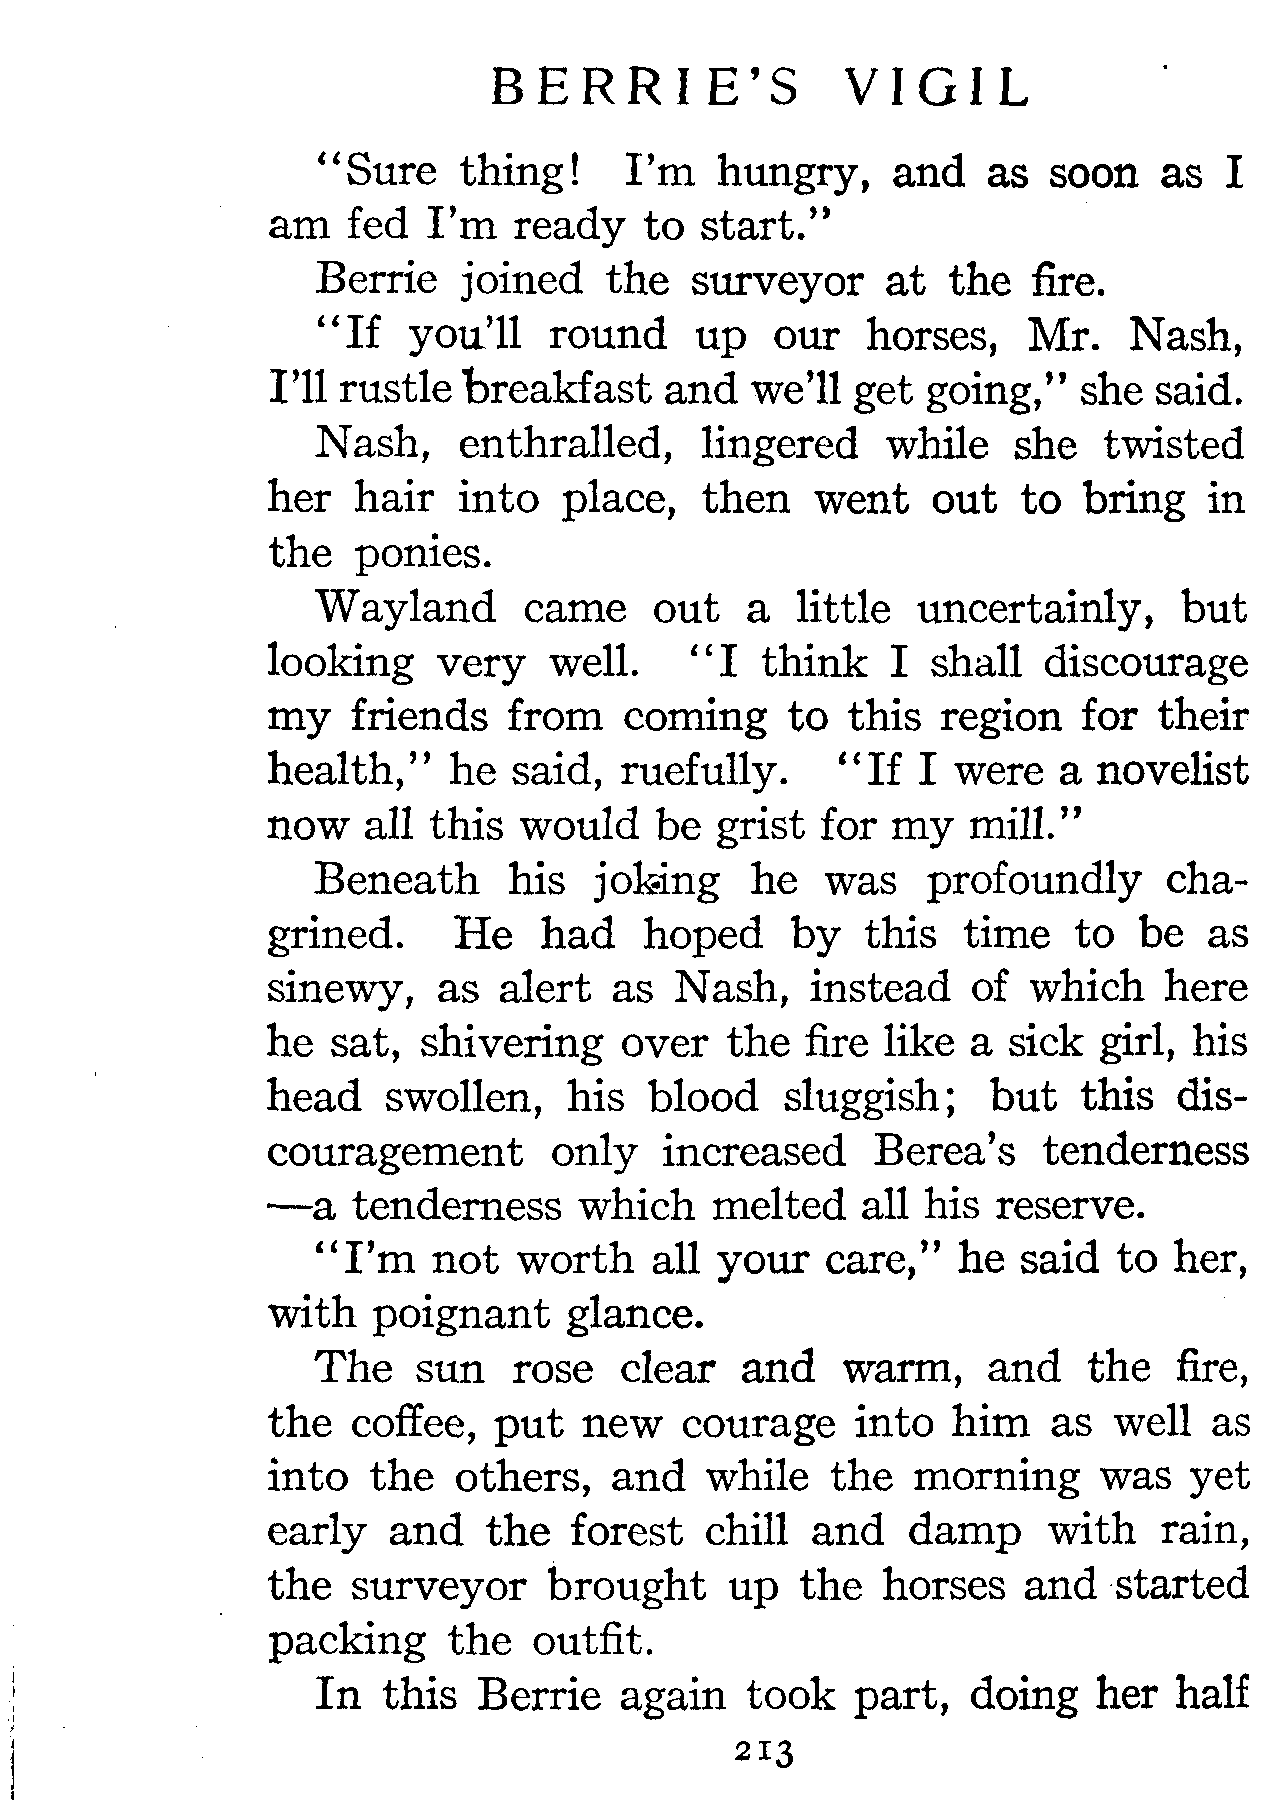 BERRIE'S VIGIL
"Sure thing! I'm hungry, and as soon as I
am fed I'm ready to start."
Berrie joined the surveyor at the fire.
"If you'll round up our horses, Mr. Nash,
I'll rustle breakfast and we'll get going," she said.
Nash, enthralled, lingered while she twisted
her hair into place, then went out to bring in
the ponies.
Wayland came out a little uncertainly, but
looking very well. "I think I shall discourage
my friends from coming to this region for their
health," he said, ruefully. "If I were a novelist
now all this would be grist for my mill."
Beneath his joking he was profoundly cha-
grined. He had hoped by this time to be as
sinewy, as alert as Nash, instead of which here
he sat, shivering over the fire like a sick girl, his
head swollen, his blood sluggish; but this dis-
couragement only increased Berea's tenderness
—a tenderness which melted all his reserve.
"I'm not worth all your care," he said to her,
with poignant glance.
The sun rose clear and warm, and the fire,
the coffee, put new courage into him as well as
into the others, and while the morning was yet
early and the forest chill and damp with rain,
the surveyor brought up the horses and started
packing the outfit.
In this Berrie again took part, doing her half
213